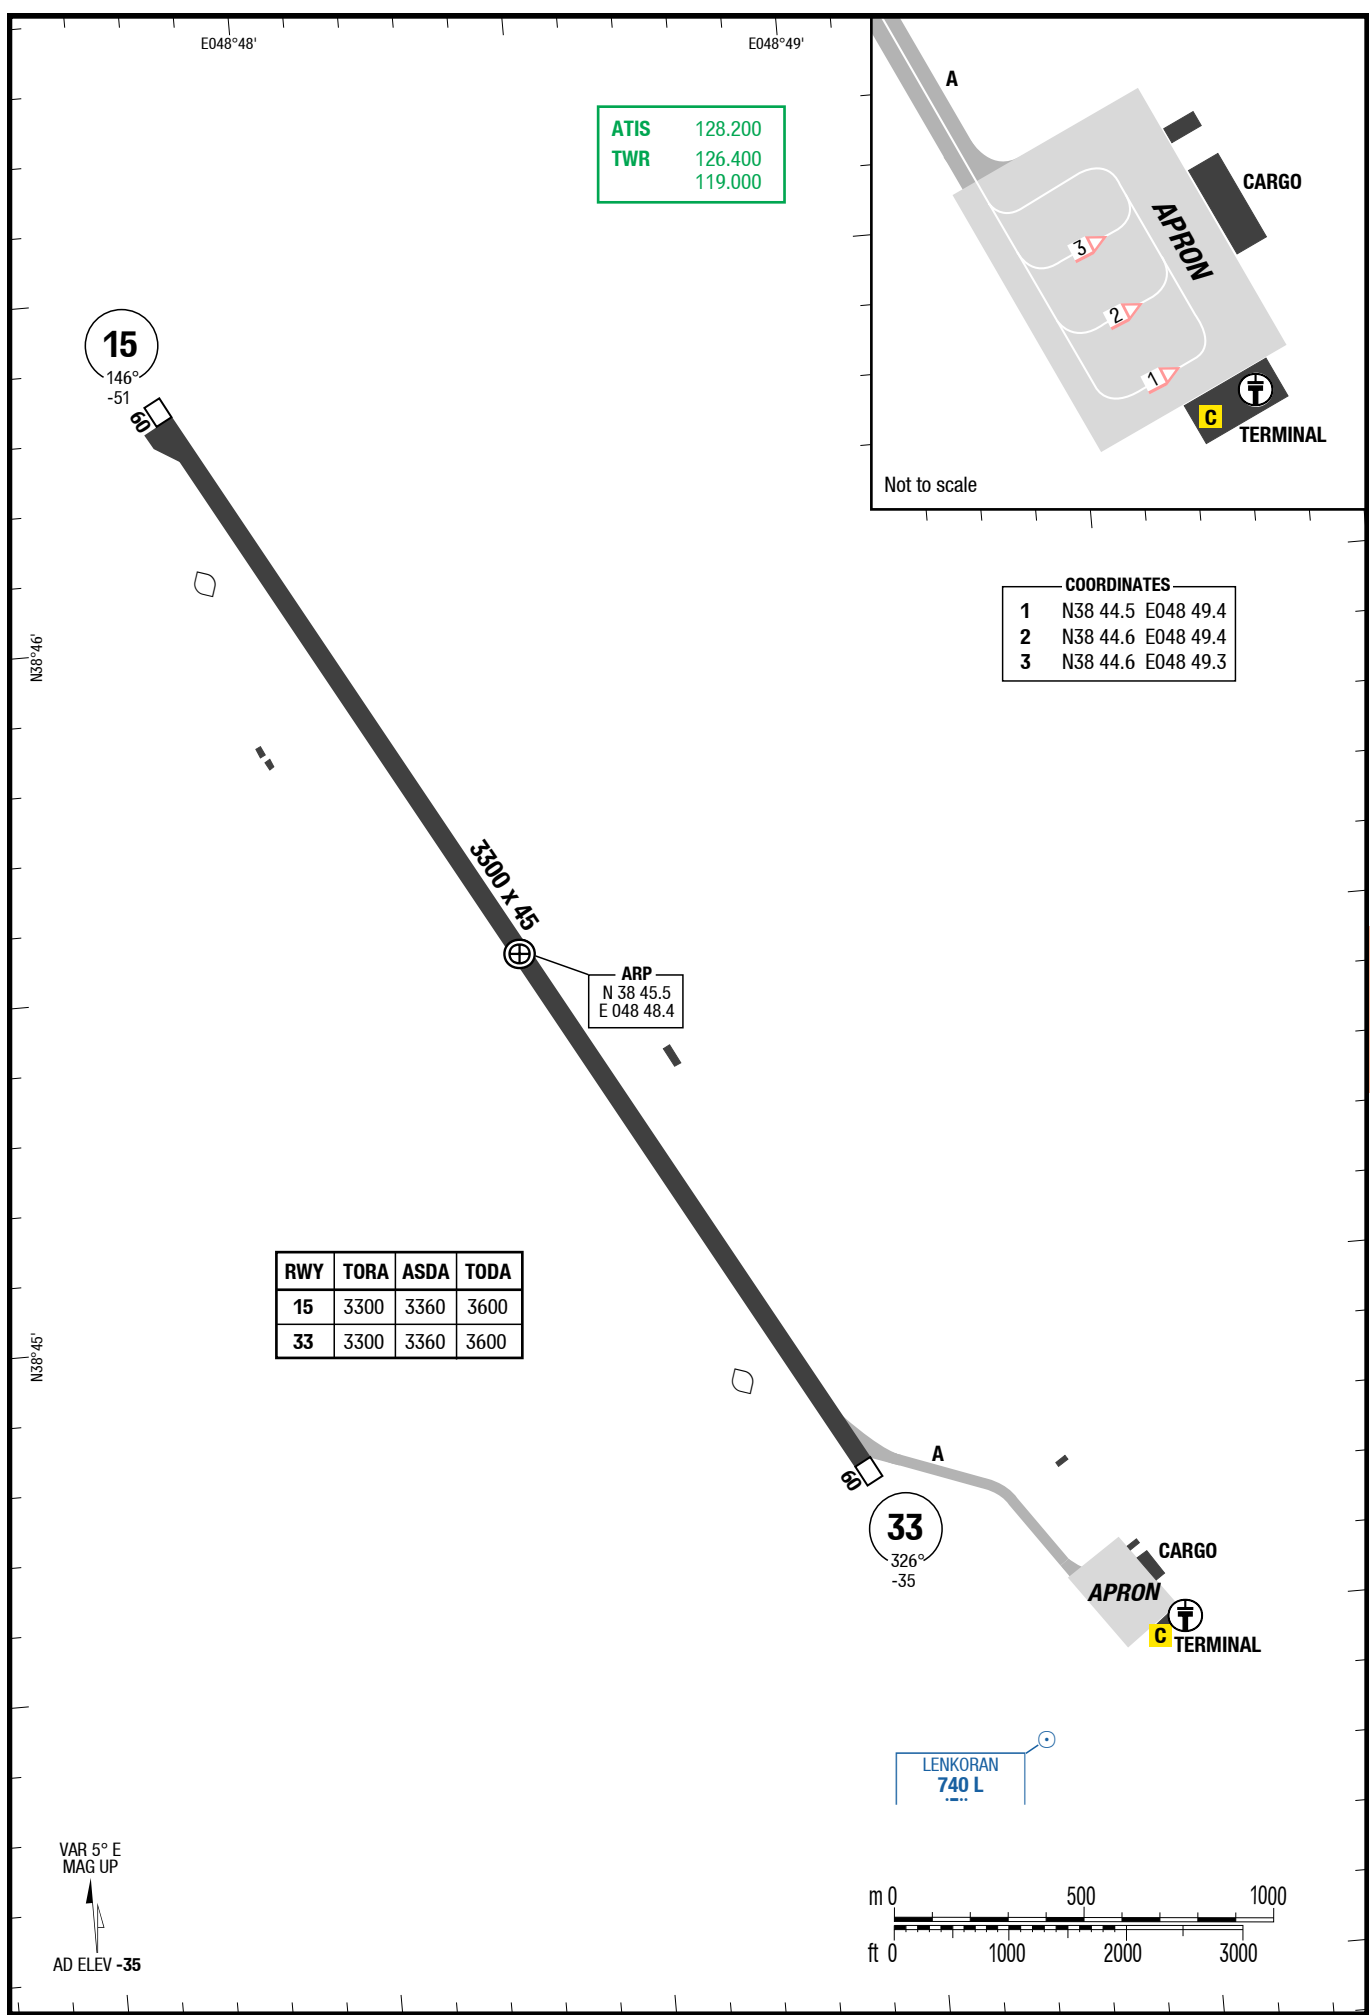 E048°48'
E048°49'
ATIS 128.200
TWR 126.400
119.000
A
CARGO
APRON
3
2
1
C
TERMINAL
Not to scale
15
146°
-51
60
COORDINATES
1 N38 44.5 E048 49.4
2 N38 44.6 E048 49.4
3 N38 44.6 E048 49.3
N38°46'
3300 x 45
ARP
N 38 45.5
E 048 48.4
RWY TORA ASDA TODA
15 3300 3360 3600
33 3300 3360 3600
N38°45'
A
60
33
326°
-35
CARGO
APRON
C
TERMINAL
LENKORAN
740 L
VAR 5° E
MAG UP
AD ELEV -35
m 0 500 1000
ft 0 1000 2000 3000